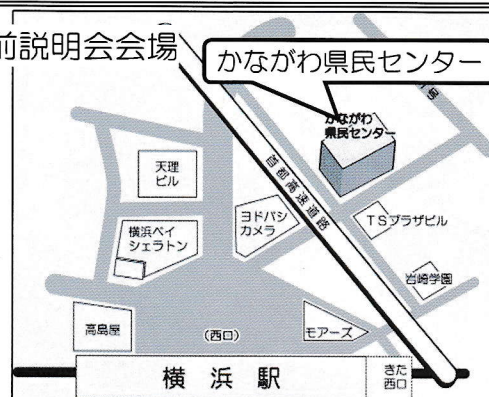 前説明会会場
かながわ県民センター
号
かながわ
県民センター
天理
ビル
首都高速道路
ヨドバシ
カメラ
TSプラザビル
横浜ベイ
シェラトン
岩崎学園
高島屋
(西口)
モアーズ
横浜駅
きた
西口